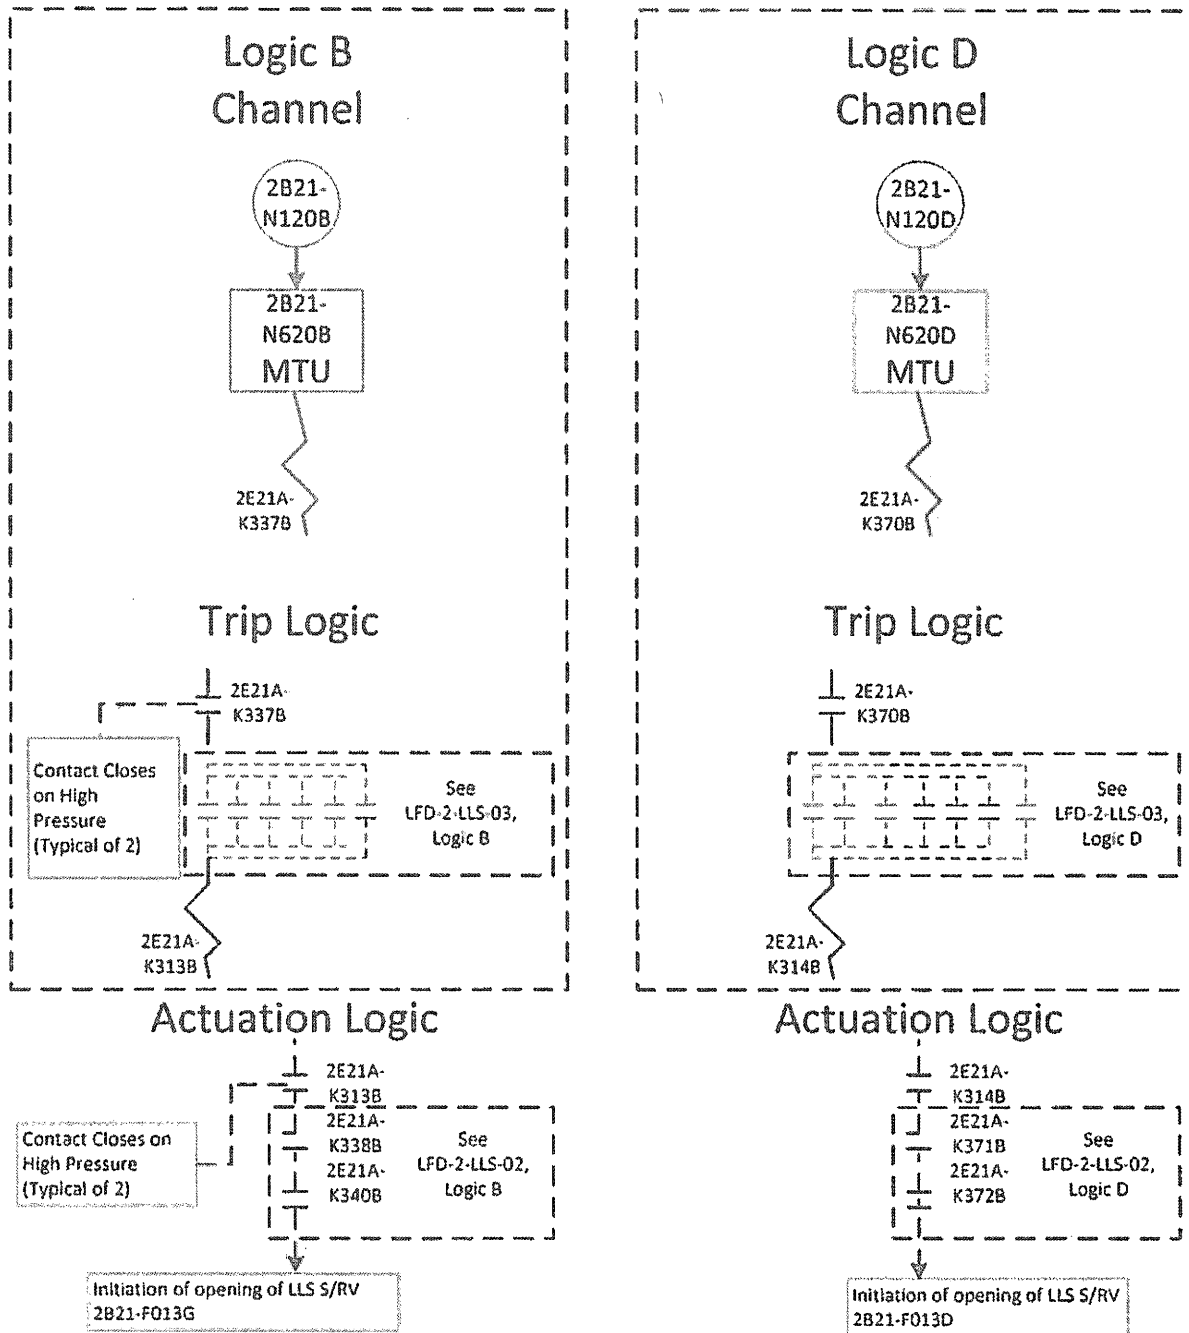 Logic B
Channel
2B21-
N120B
2B21-
N620B
MTU
2E21A-
K337B
Trip Logic
2E21A-
K337B
Contact Closes
on High
Pressure
(Typical of 2)
See
LFD-2-LLS-03,
Logic B
2E21A-
K313B
Actuation Logic
2E21A-
K313B
2E21A-
K338B
2E21A-
K340B
See
LFD-2-LLS-02,
Logic B
Contact Closes on
High Pressure
(Typical of 2)
Initiation of opening of LLS S/RV
2B21-F013G
Logic D
Channel
2B21-
N120D
2B21-
N620D
MTU
2E21A-
K370B
Trip Logic
2E21A-
K370B
See
LFD-2-LLS-03,
Logic D
2E21A-
K314B
Actuation Logic
2E21A-
K314B
2E21A-
K371B
2E21A-
K372B
See
LFD-2-LLS-02,
Logic D
Initiation of opening of LLS S/RV
2B21-F013D